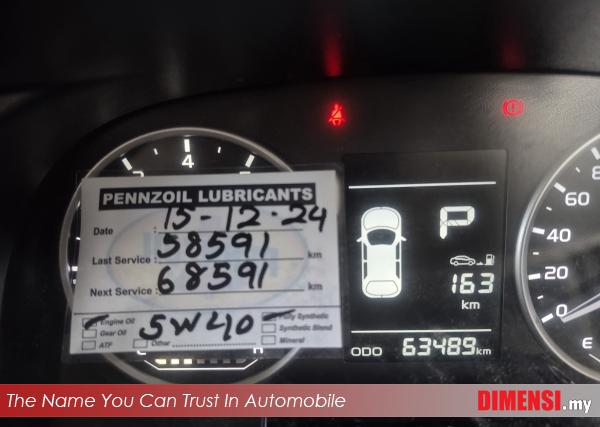 4
PENNZOIL LUBRICANTS
Date : 15-12-24
Last Service : 58591 km
Next Service : 68591 km
Engine Oil
5W40
Fully Synthetic
Gear Oil
Synthetic Blend
ATF
Other
Mineral
P
163
km
ODO 63489km
60
40
20
0
E
The Name You Can Trust In Automobile
DIMENSI.my